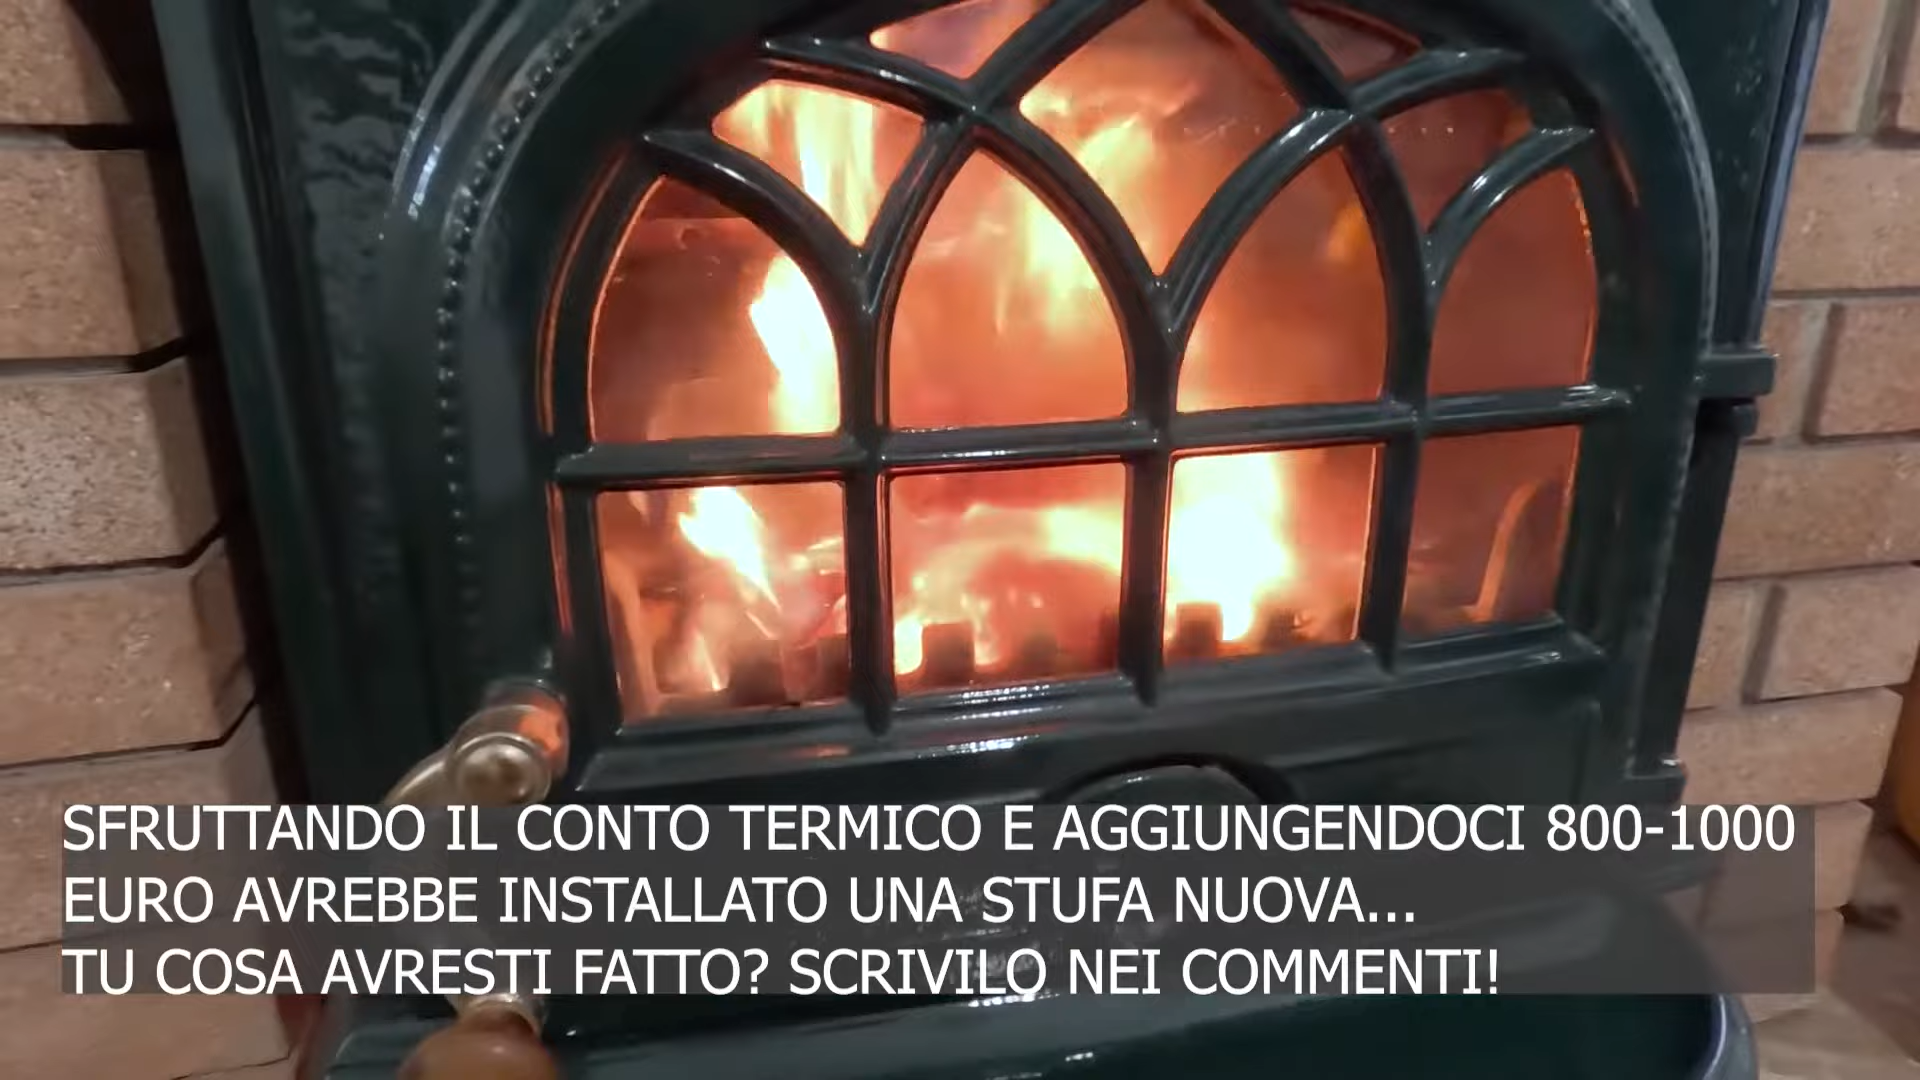 SFRUTTANDO IL CONTO TERMICO E AGGIUNGENDOCI 800-1000
EURO AVREBBE INSTALLATO UNA STUFA NUOVA...
TU COSA AVRESTI FATTO? SCRIVILO NEI COMMENTI!